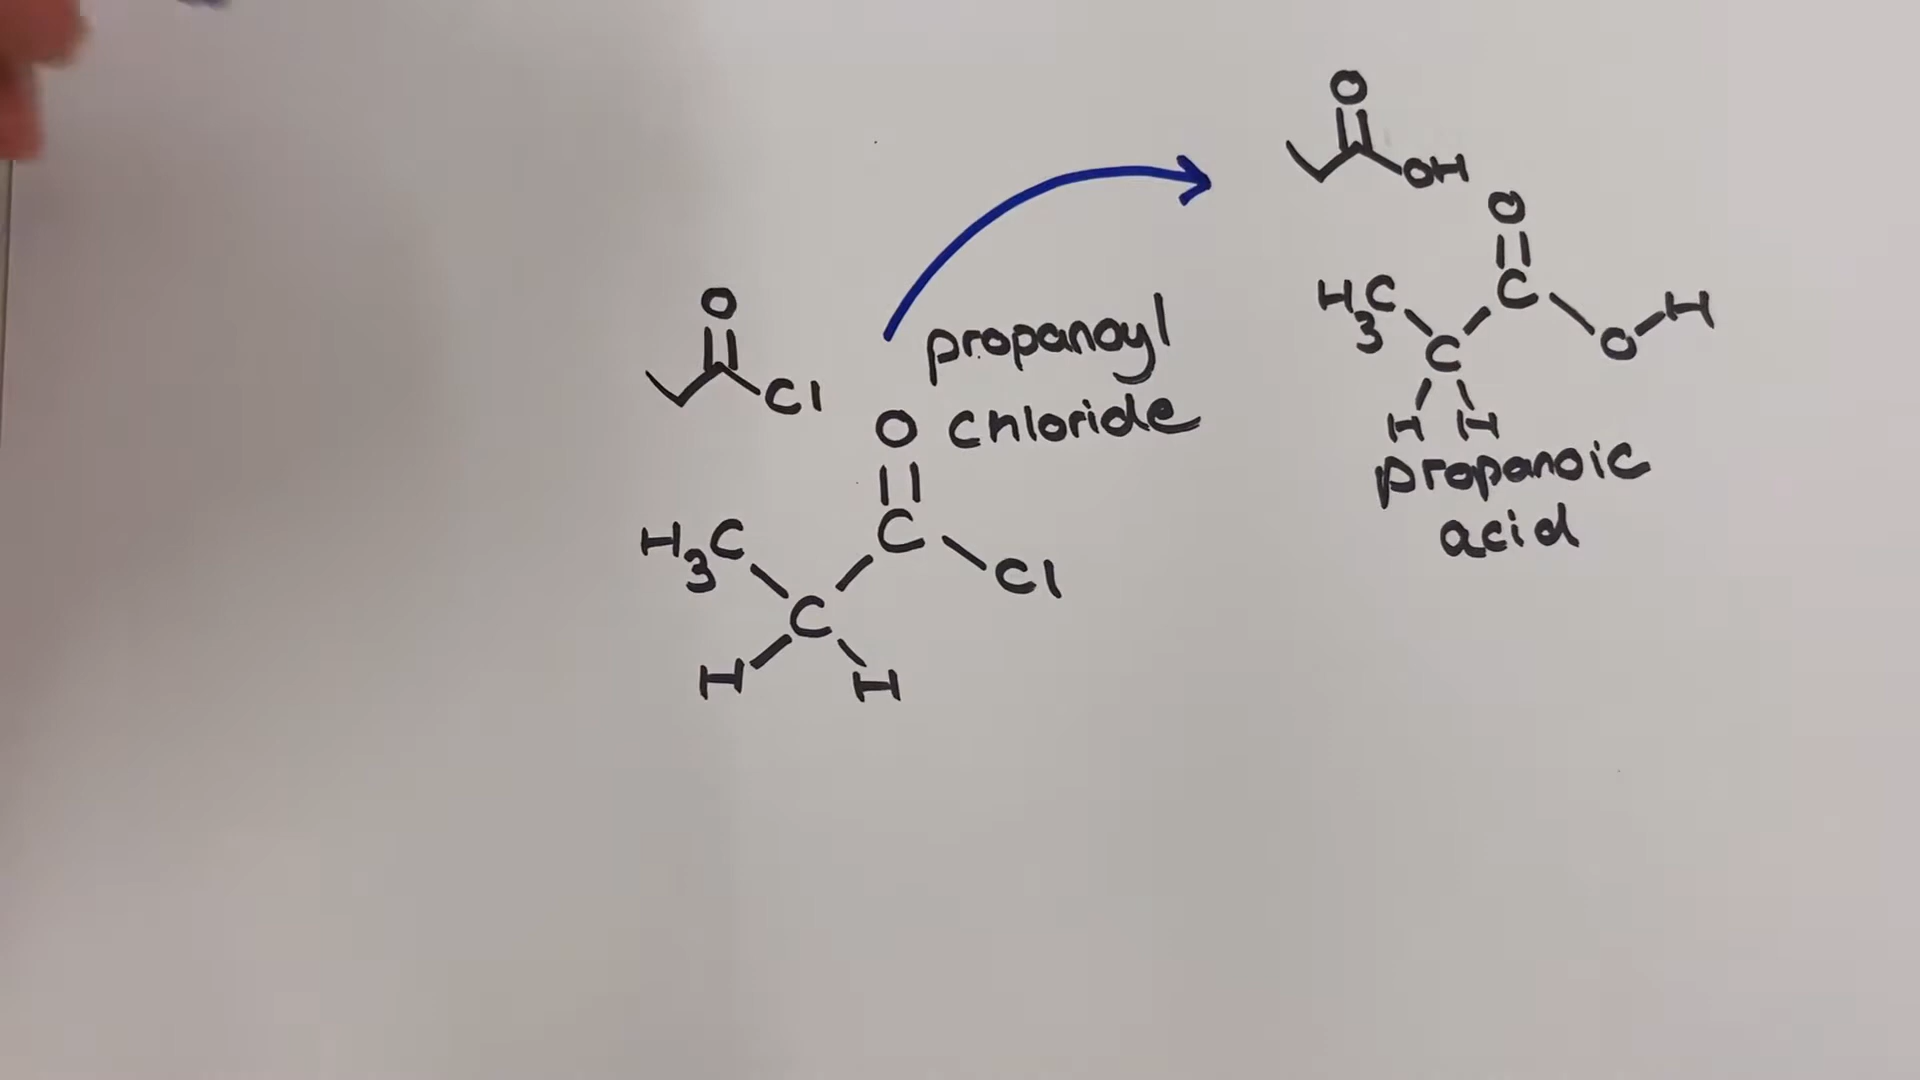 O
Cl
propanoyl
chloride
O
C
H3C
Cl
C
H H
O
OH
O
C
H3C
H
O
C
H H
propanoic
acid